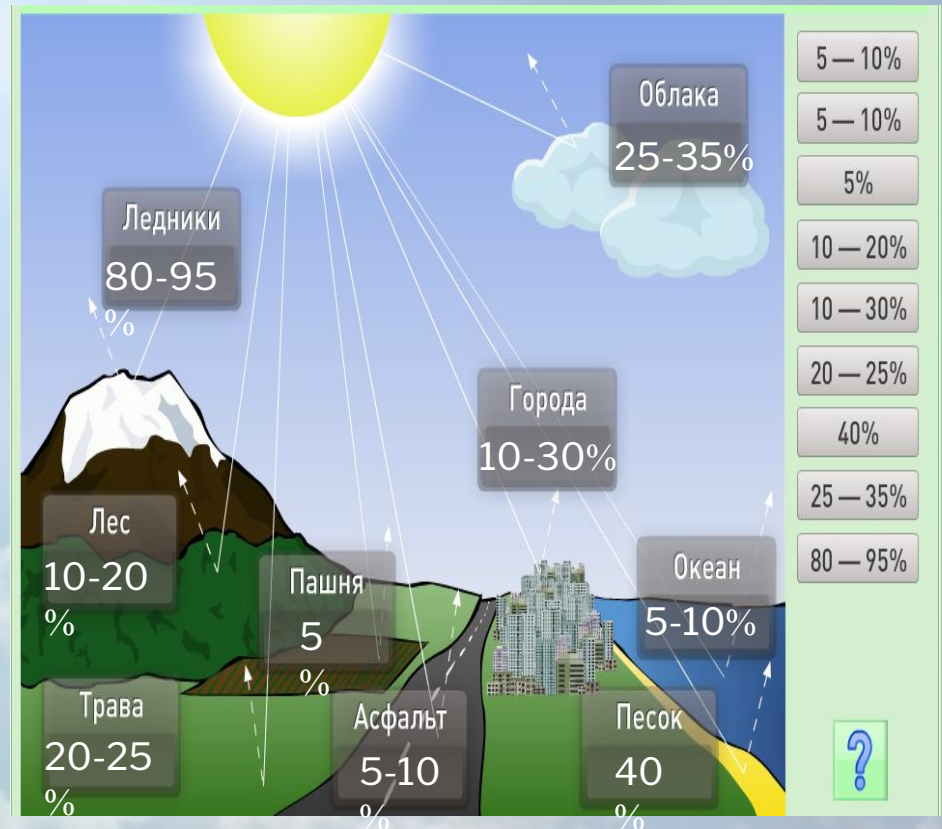 Облака
25-35%
Ледники
80-95
%
Города
10-30%
Лес
10-20
%
Пашня
5
%
Океан
5-10%
Трава
20-25
%
Асфальт
5-10
%
Песок
40
%
5 — 10%
5 — 10%
5%
10 — 20%
10 — 30%
20 — 25%
40%
25 — 35%
80 — 95%
?